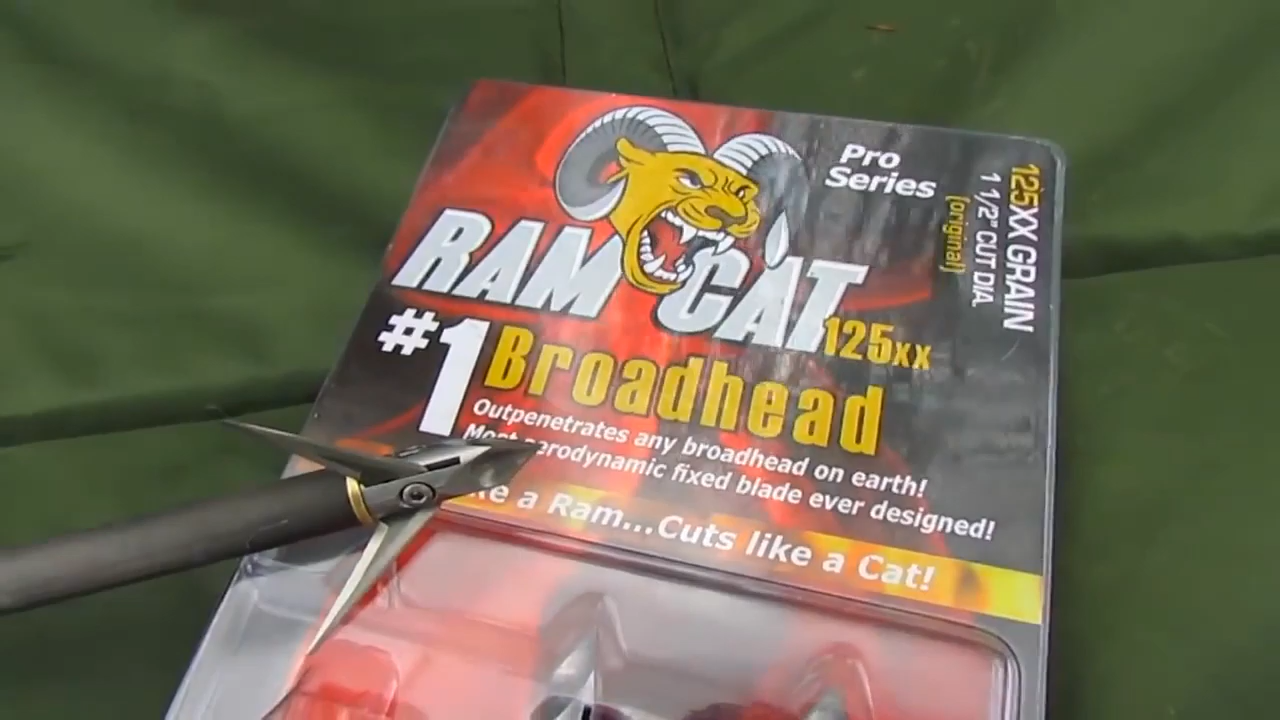 Pro
Series
125XX GRAIN
1 1/2" CUT DIA.
(original)
RAM CAT
125xx
#1 Broadhead
Outpenetrates any broadhead on earth!
Most aerodynamic fixed blade ever designed!
a Ram...Cuts like a Cat!